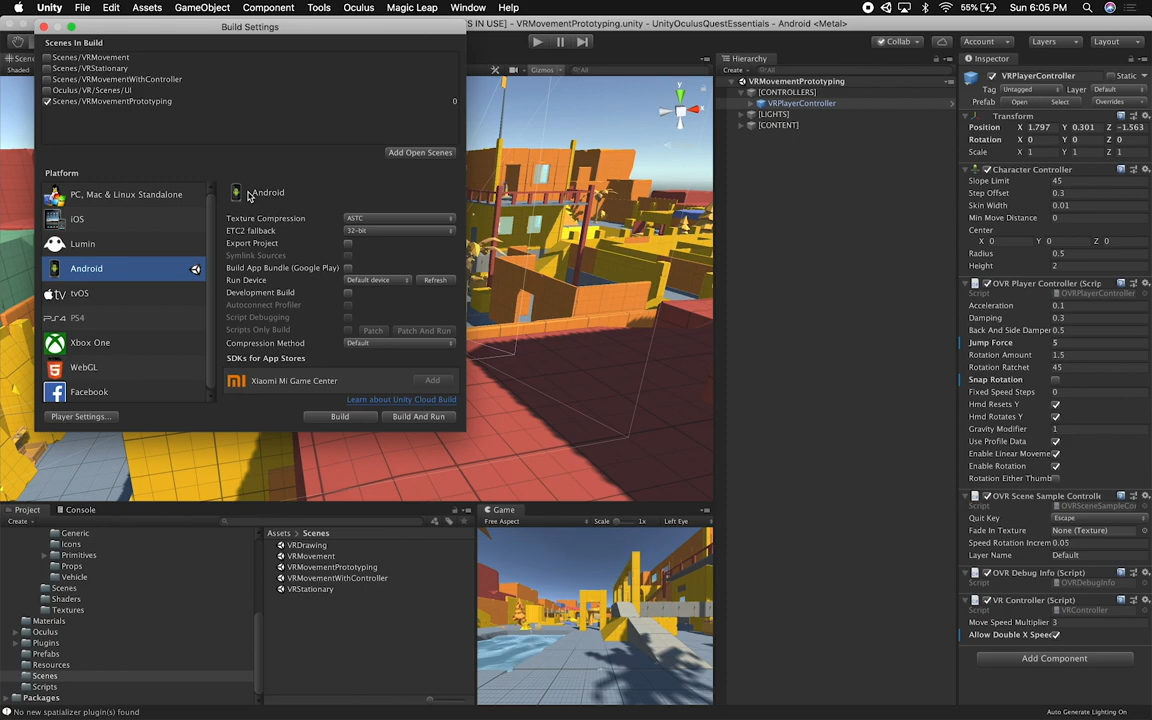 Unity File Edit Assets GameObject Component Tools Oculus Magic Leap Window Help 55% Sun 6:05 PM
Build Settings
S IN USE] - VRMovementPrototyping.unity - UnityOculusQuestEssentials - Android <Metal>
Collab Account Layers Layout
Scenes In Build
Scenes/VRMovement
Scenes/VRStationary
Scenes/VRMovementWithController
Oculus/VR/Scenes/UI
Scenes/VRMovementPrototyping 0
Add Open Scenes
Platform
PC, Mac & Linux Standalone
iOS
Lumin
Android
tvOS
PS4
Xbox One
WebGL
Facebook
Player Settings...
Android
Texture Compression ASTC
ETC2 fallback 32-bit
Export Project
Symlink Sources
Build App Bundle (Google Play)
Run Device Default device Refresh
Development Build
Autoconnect Profiler
Script Debugging
Scripts Only Build Patch Patch And Run
Compression Method Default
SDKs for App Stores
Xiaomi Mi Game Center Add
Learn about Unity Cloud Build
Build Build And Run
Scene
Shaded
Gizmos All
y
x
Hierarchy
Create All
VRMovementPrototyping
[CONTROLLERS]
VRPlayerController
[LIGHTS]
[CONTENT]
Inspector
VRPlayerController Static
Tag Untagged Layer Default
Prefab Open Select Overrides
Transform
Position X 1.797 Y 0.301 Z -1.563
Rotation X 0 Y 0 Z 0
Scale X 1 Y 1 Z 1
Character Controller
Slope Limit 45
Step Offset 0.3
Skin Width 0.01
Min Move Distance 0
Center
X 0 Y 0 Z 0
Radius 0.5
Height 2
OVR Player Controller (Scrip
Script OVRPlayerController
Acceleration 0.1
Damping 0.3
Back And Side Damper 0.5
Jump Force 5
Rotation Amount 1.5
Rotation Ratchet 45
Snap Rotation
Fixed Speed Steps 0
Hmd Resets Y
Hmd Rotates Y
Gravity Modifier 1
Use Profile Data
Enable Linear Moveme
Enable Rotation
Rotation Either Thumb
OVR Scene Sample Controlle
Script OVRSceneSampleCo
Quit Key Escape
Fade In Texture None (Texture)
Speed Rotation Increm 0.05
Layer Name Default
OVR Debug Info (Script)
Script OVRDebugInfo
VR Controller (Script)
Script VRController
Move Speed Multiplier 3
Allow Double X Speed
Add Component
Project Console
Create
Generic
Icons
Primitives
Props
Vehicle
Scenes
Shaders
Textures
Materials
Oculus
Plugins
Prefabs
Resources
Scenes
Scripts
Packages
Assets > Scenes
VRDrawing
VRMovement
VRMovementPrototyping
VRMovementWithController
VRStationary
Game
Free Aspect Scale 1x Left Eye
No new spatializer plugin(s) found
Auto Generate Lighting On